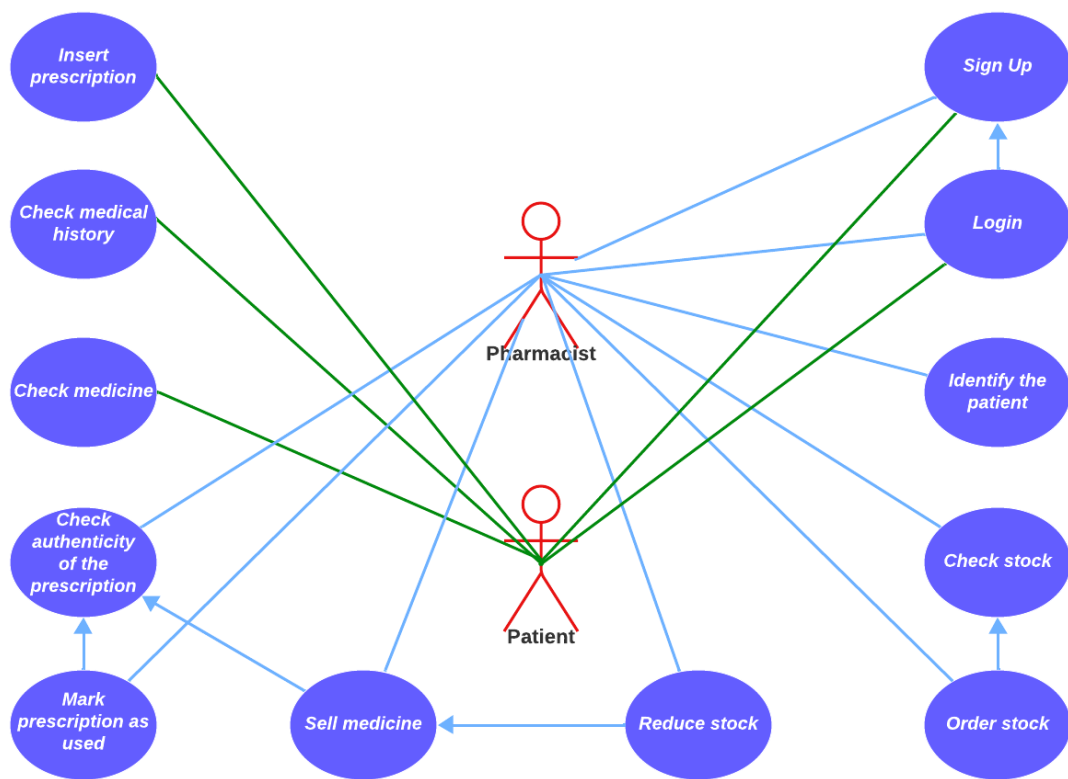 Insert
prescription
Sign Up
Check medical
history
Login
Pharmacist
Check medicine
Identify the
patient
Check
authenticity
of the
prescription
Check stock
Patient
Mark
prescription as
used
Sell medicine
Reduce stock
Order stock